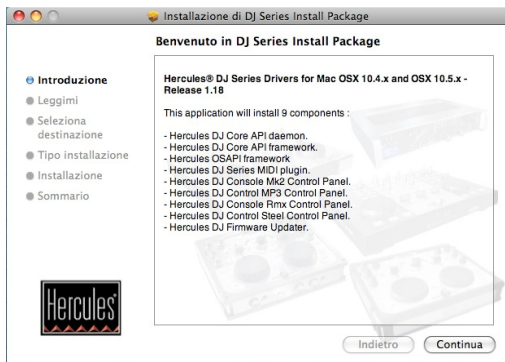 Installazione di DJ Series Install Package
Benvenuto in DJ Series Install Package
Introduzione
Leggimi
Seleziona
destinazione
Tipo installazione
Installazione
Sommario
Hercules® DJ Series Drivers for Mac OSX 10.4.x and OSX 10.5.x -
Release 1.18
This application will install 9 components :
- Hercules DJ Core API daemon.
- Hercules DJ Core API framework.
- Hercules OSAPI framework
- Hercules DJ Series MIDI plugin.
- Hercules DJ Console Mk2 Control Panel.
- Hercules DJ Control MP3 Control Panel.
- Hercules DJ Console Rmx Control Panel.
- Hercules DJ Control Steel Control Panel.
- Hercules DJ Firmware Updater.
Hercules®
Indietro
Continua